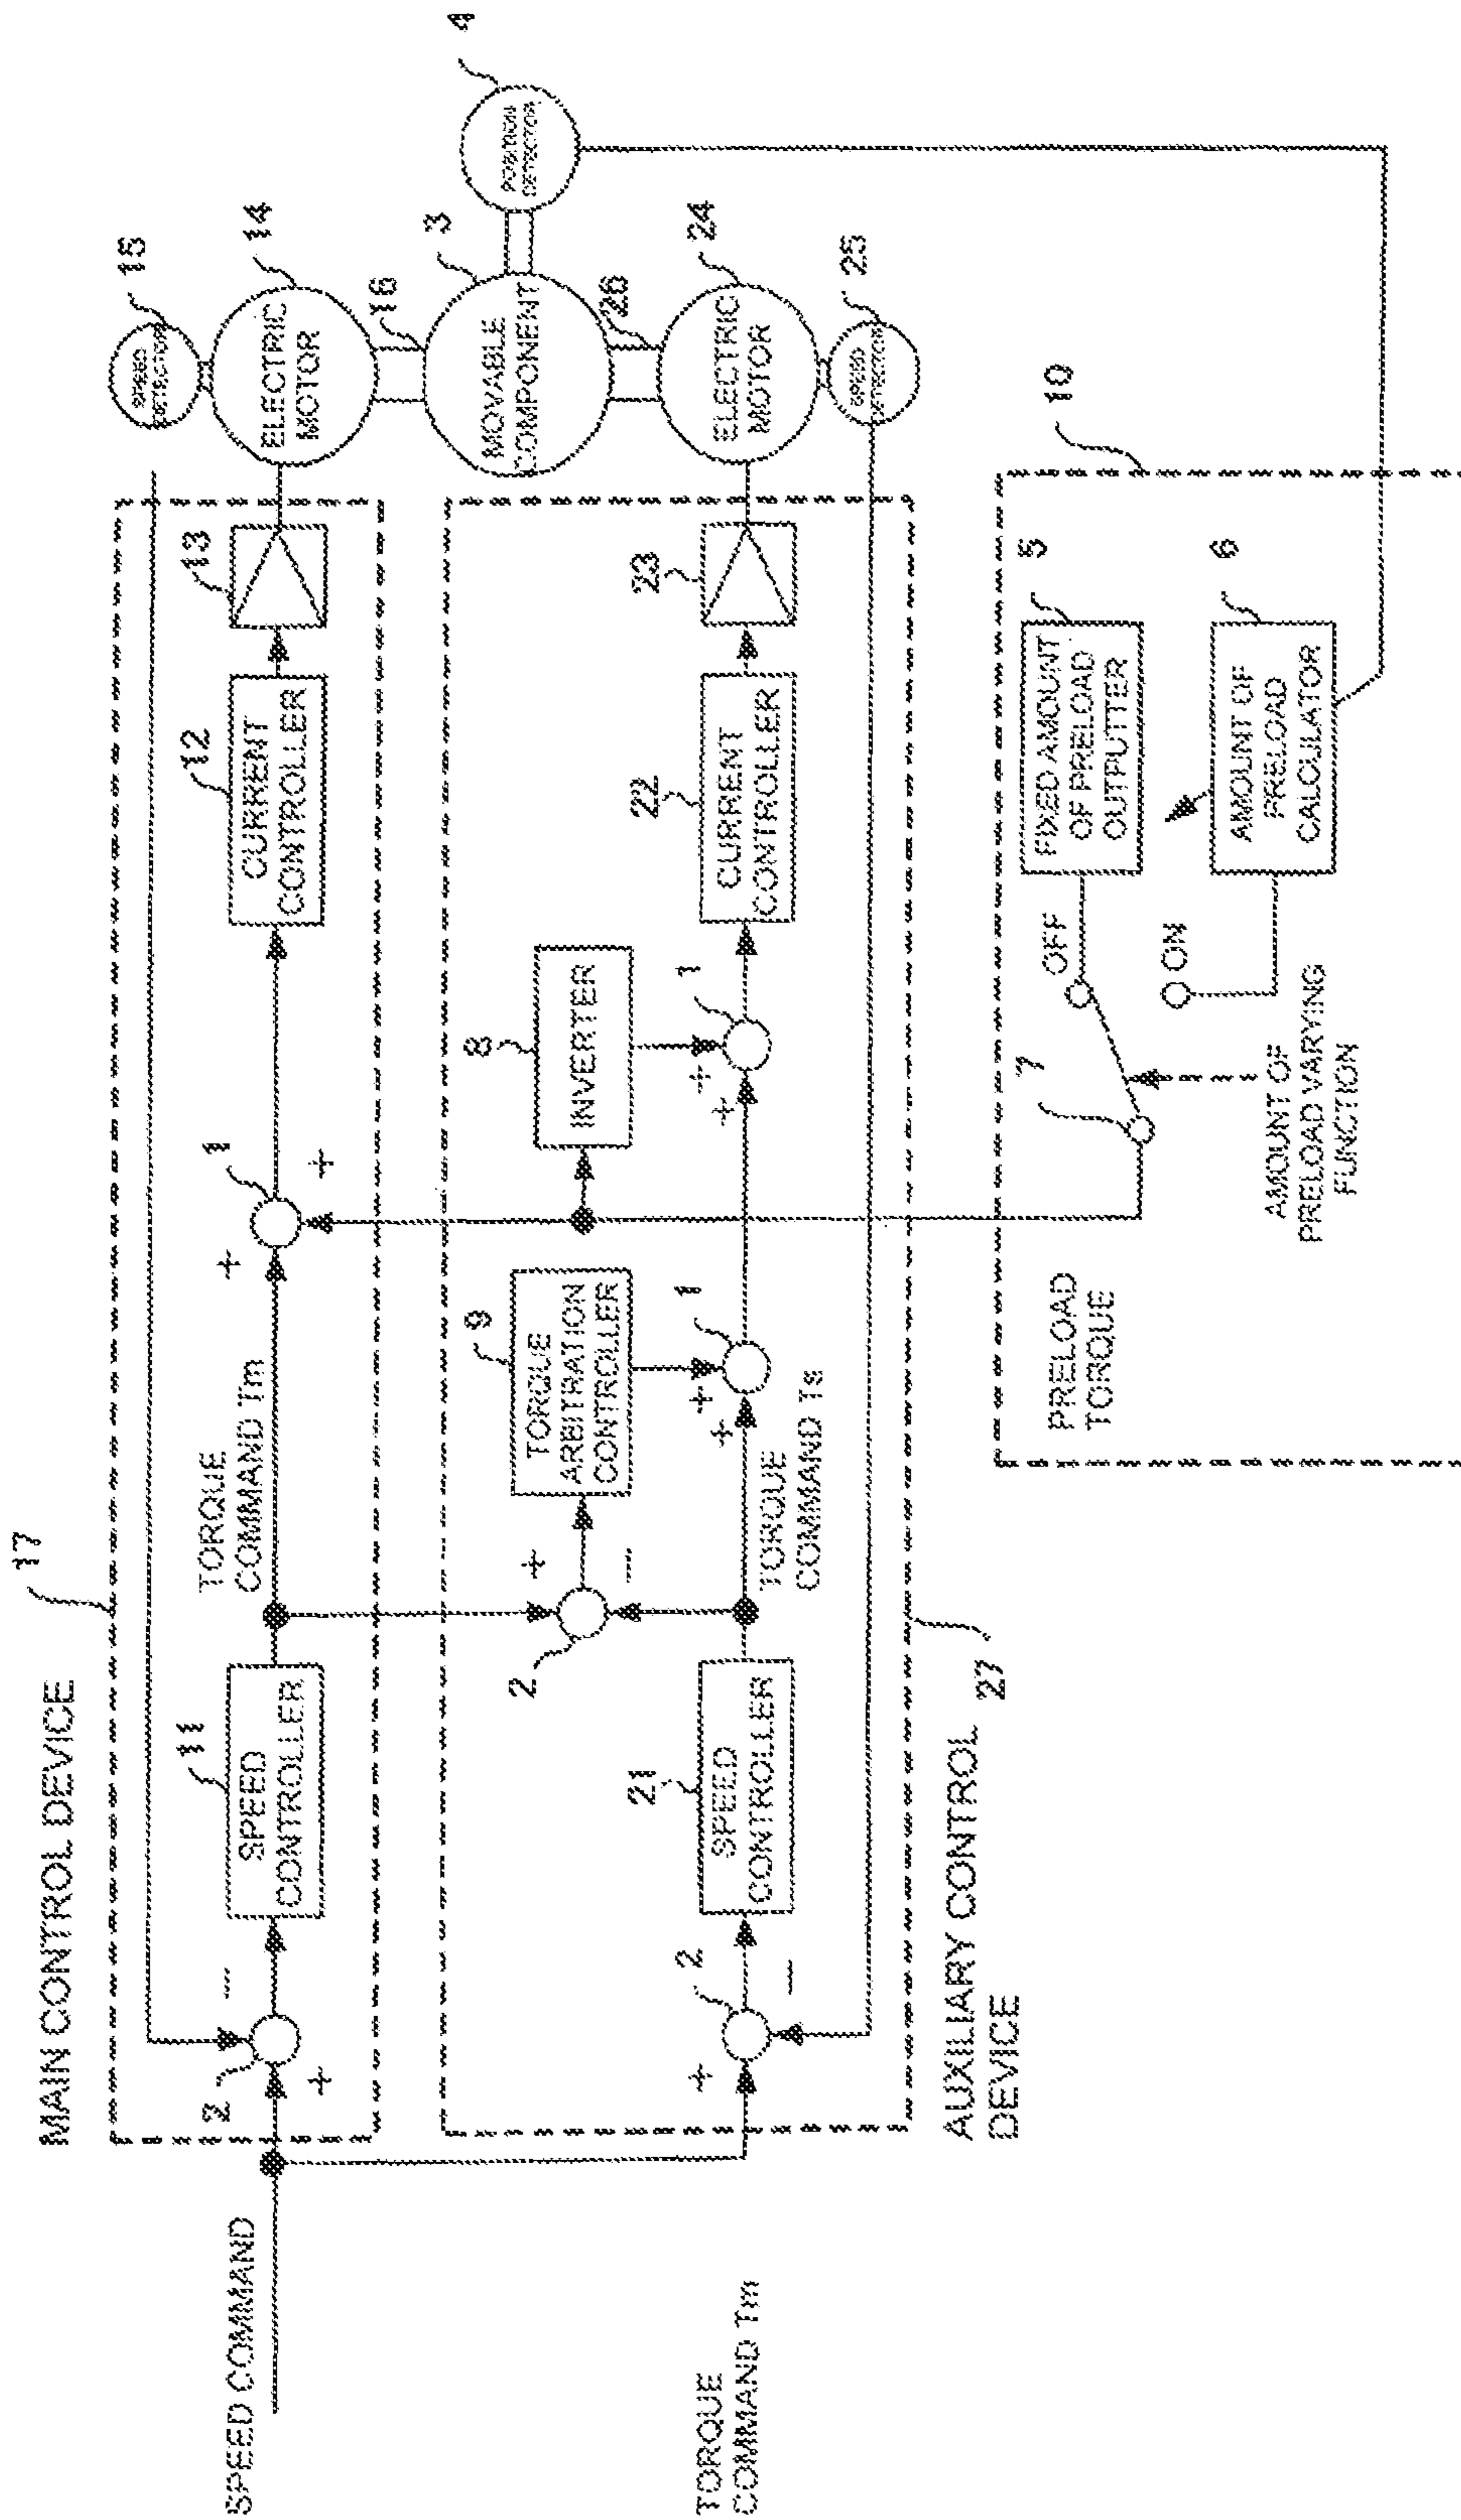 MAIN CONTROL DEVICE
17
SPEED COMMAND
2
+
−
11
SPEED
CONTROLLER
TORQUE
COMMAND Tm
1
+
+
12
CURRENT
CONTROLLER
13
15
SPEED
DETECTOR
14
ELECTRIC
MOTOR
16
3
MOVABLE
COMPONENT
4
POSITION
DETECTOR
26
24
ELECTRIC
MOTOR
25
SPEED
DETECTOR
2
+
−
9
TORQUE
ARBITRATION
CONTROLLER
8
INVERTER
TORQUE
COMMAND Tm
2
+
−
21
SPEED
CONTROLLER
TORQUE
COMMAND Ts
1
+
+
1
+
+
22
CURRENT
CONTROLLER
23
AUXILIARY CONTROL
DEVICE
27
10
PRELOAD
TORQUE
7
OFF
ON
AMOUNT OF
PRELOAD VARYING
FUNCTION
5
FIXED AMOUNT
OF PRELOAD
OUTPUTTER
6
AMOUNT OF
PRELOAD
CALCULATOR